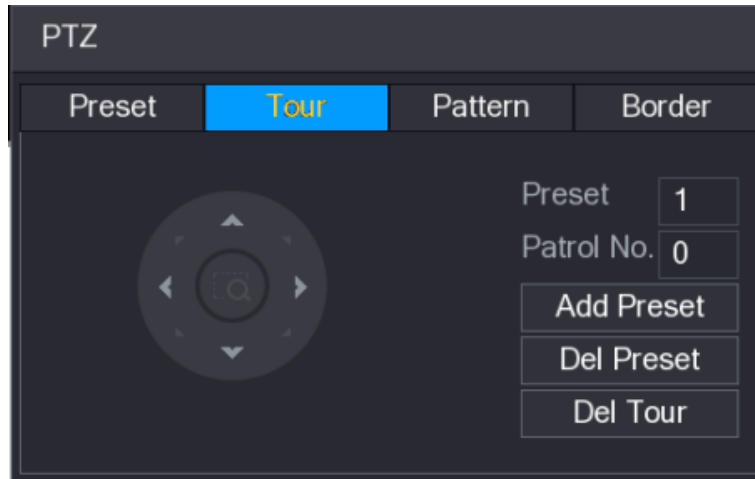 PTZ
Preset Tour Pattern Border
Preset 1
Patrol No. 0
Add Preset
Del Preset
Del Tour